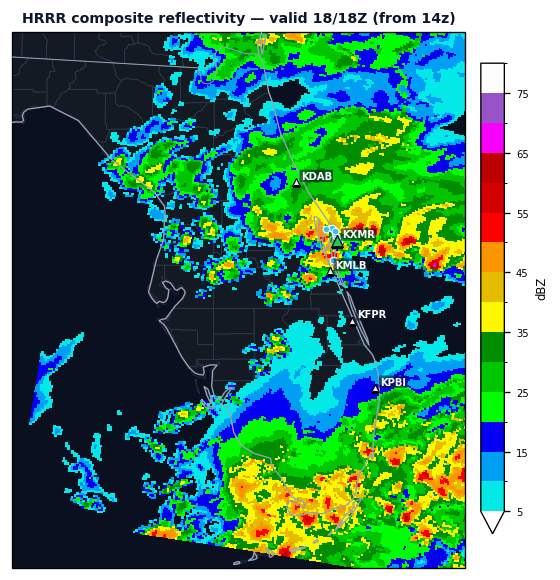 HRRR composite reflectivity — valid 18/18Z (from 14z)
KDAB
KXMR
KMLB
KFPR
KPBI
75
65
55
45
35
25
15
5
dBZ